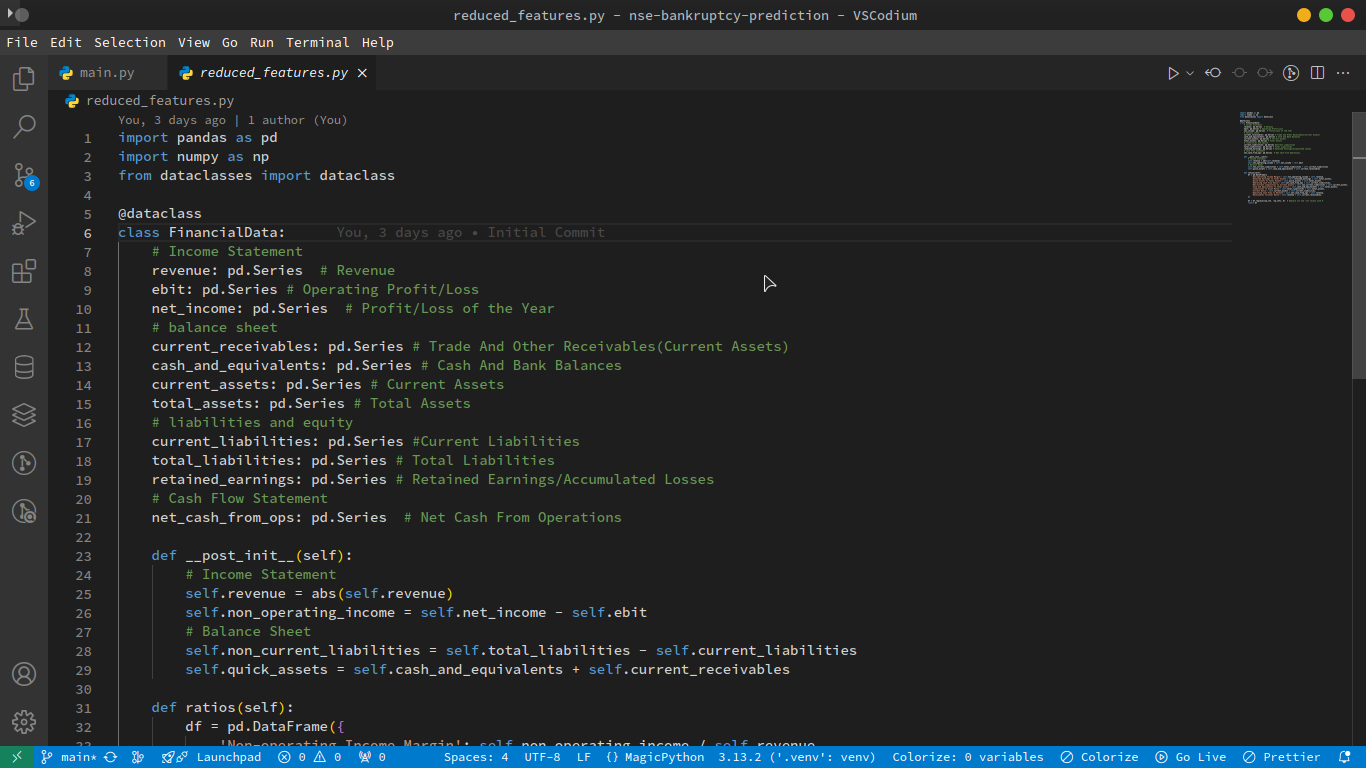 reduced_features.py - nse-bankruptcy-prediction - VSCodium
File Edit Selection View Go Run Terminal Help
main.py reduced_features.py
reduced_features.py
You, 3 days ago | 1 author (You)
1 import pandas as pd
2 import numpy as np
3 from dataclasses import dataclass
4
5 @dataclass
6 class FinancialData: You, 3 days ago • Initial Commit
7 # Income Statement
8 revenue: pd.Series # Revenue
9 ebit: pd.Series # Operating Profit/Loss
10 net_income: pd.Series # Profit/Loss of the Year
11 # balance sheet
12 current_receivables: pd.Series # Trade And Other Receivables(Current Assets)
13 cash_and_equivalents: pd.Series # Cash And Bank Balances
14 current_assets: pd.Series # Current Assets
15 total_assets: pd.Series # Total Assets
16 # liabilities and equity
17 current_liabilities: pd.Series #Current Liabilities
18 total_liabilities: pd.Series # Total Liabilities
19 retained_earnings: pd.Series # Retained Earnings/Accumulated Losses
20 # Cash Flow Statement
21 net_cash_from_ops: pd.Series # Net Cash From Operations
22
23 def __post_init__(self):
24 # Income Statement
25 self.revenue = abs(self.revenue)
26 self.non_operating_income = self.net_income - self.ebit
27 # Balance Sheet
28 self.non_current_liabilities = self.total_liabilities - self.current_liabilities
29 self.quick_assets = self.cash_and_equivalents + self.current_receivables
30
31 def ratios(self):
32 df = pd.DataFrame({
'Non-operating Income Margin': self.non_operating_income / self.revenue
6
main* Launchpad 0 0 0 Spaces: 4 UTF-8 LF {} MagicPython 3.13.2 ('.venv': venv) Colorize: 0 variables Colorize Go Live Prettier